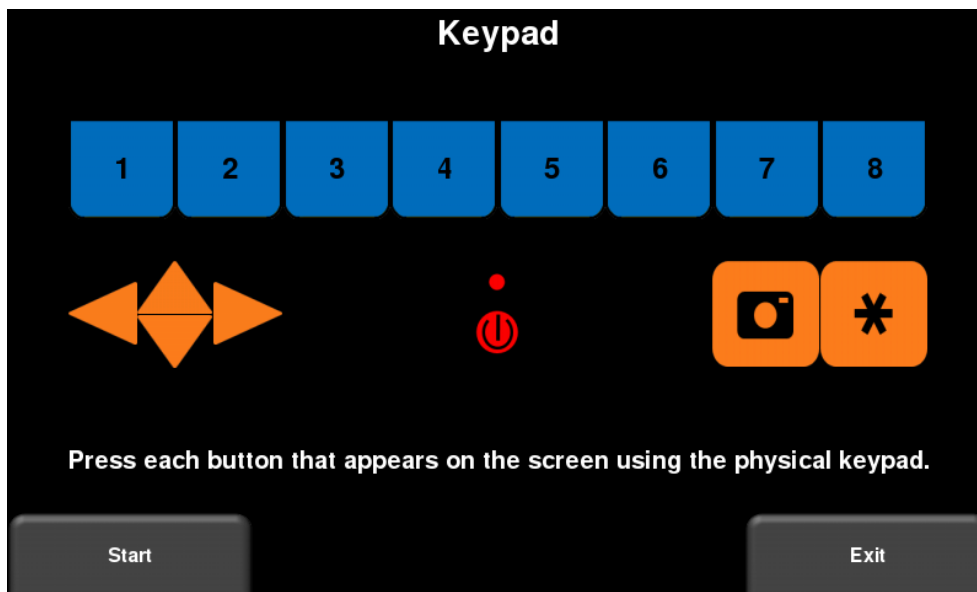 Keypad
1 2 3 4 5 6 7 8
*
Press each button that appears on the screen using the physical keypad.
Start Exit